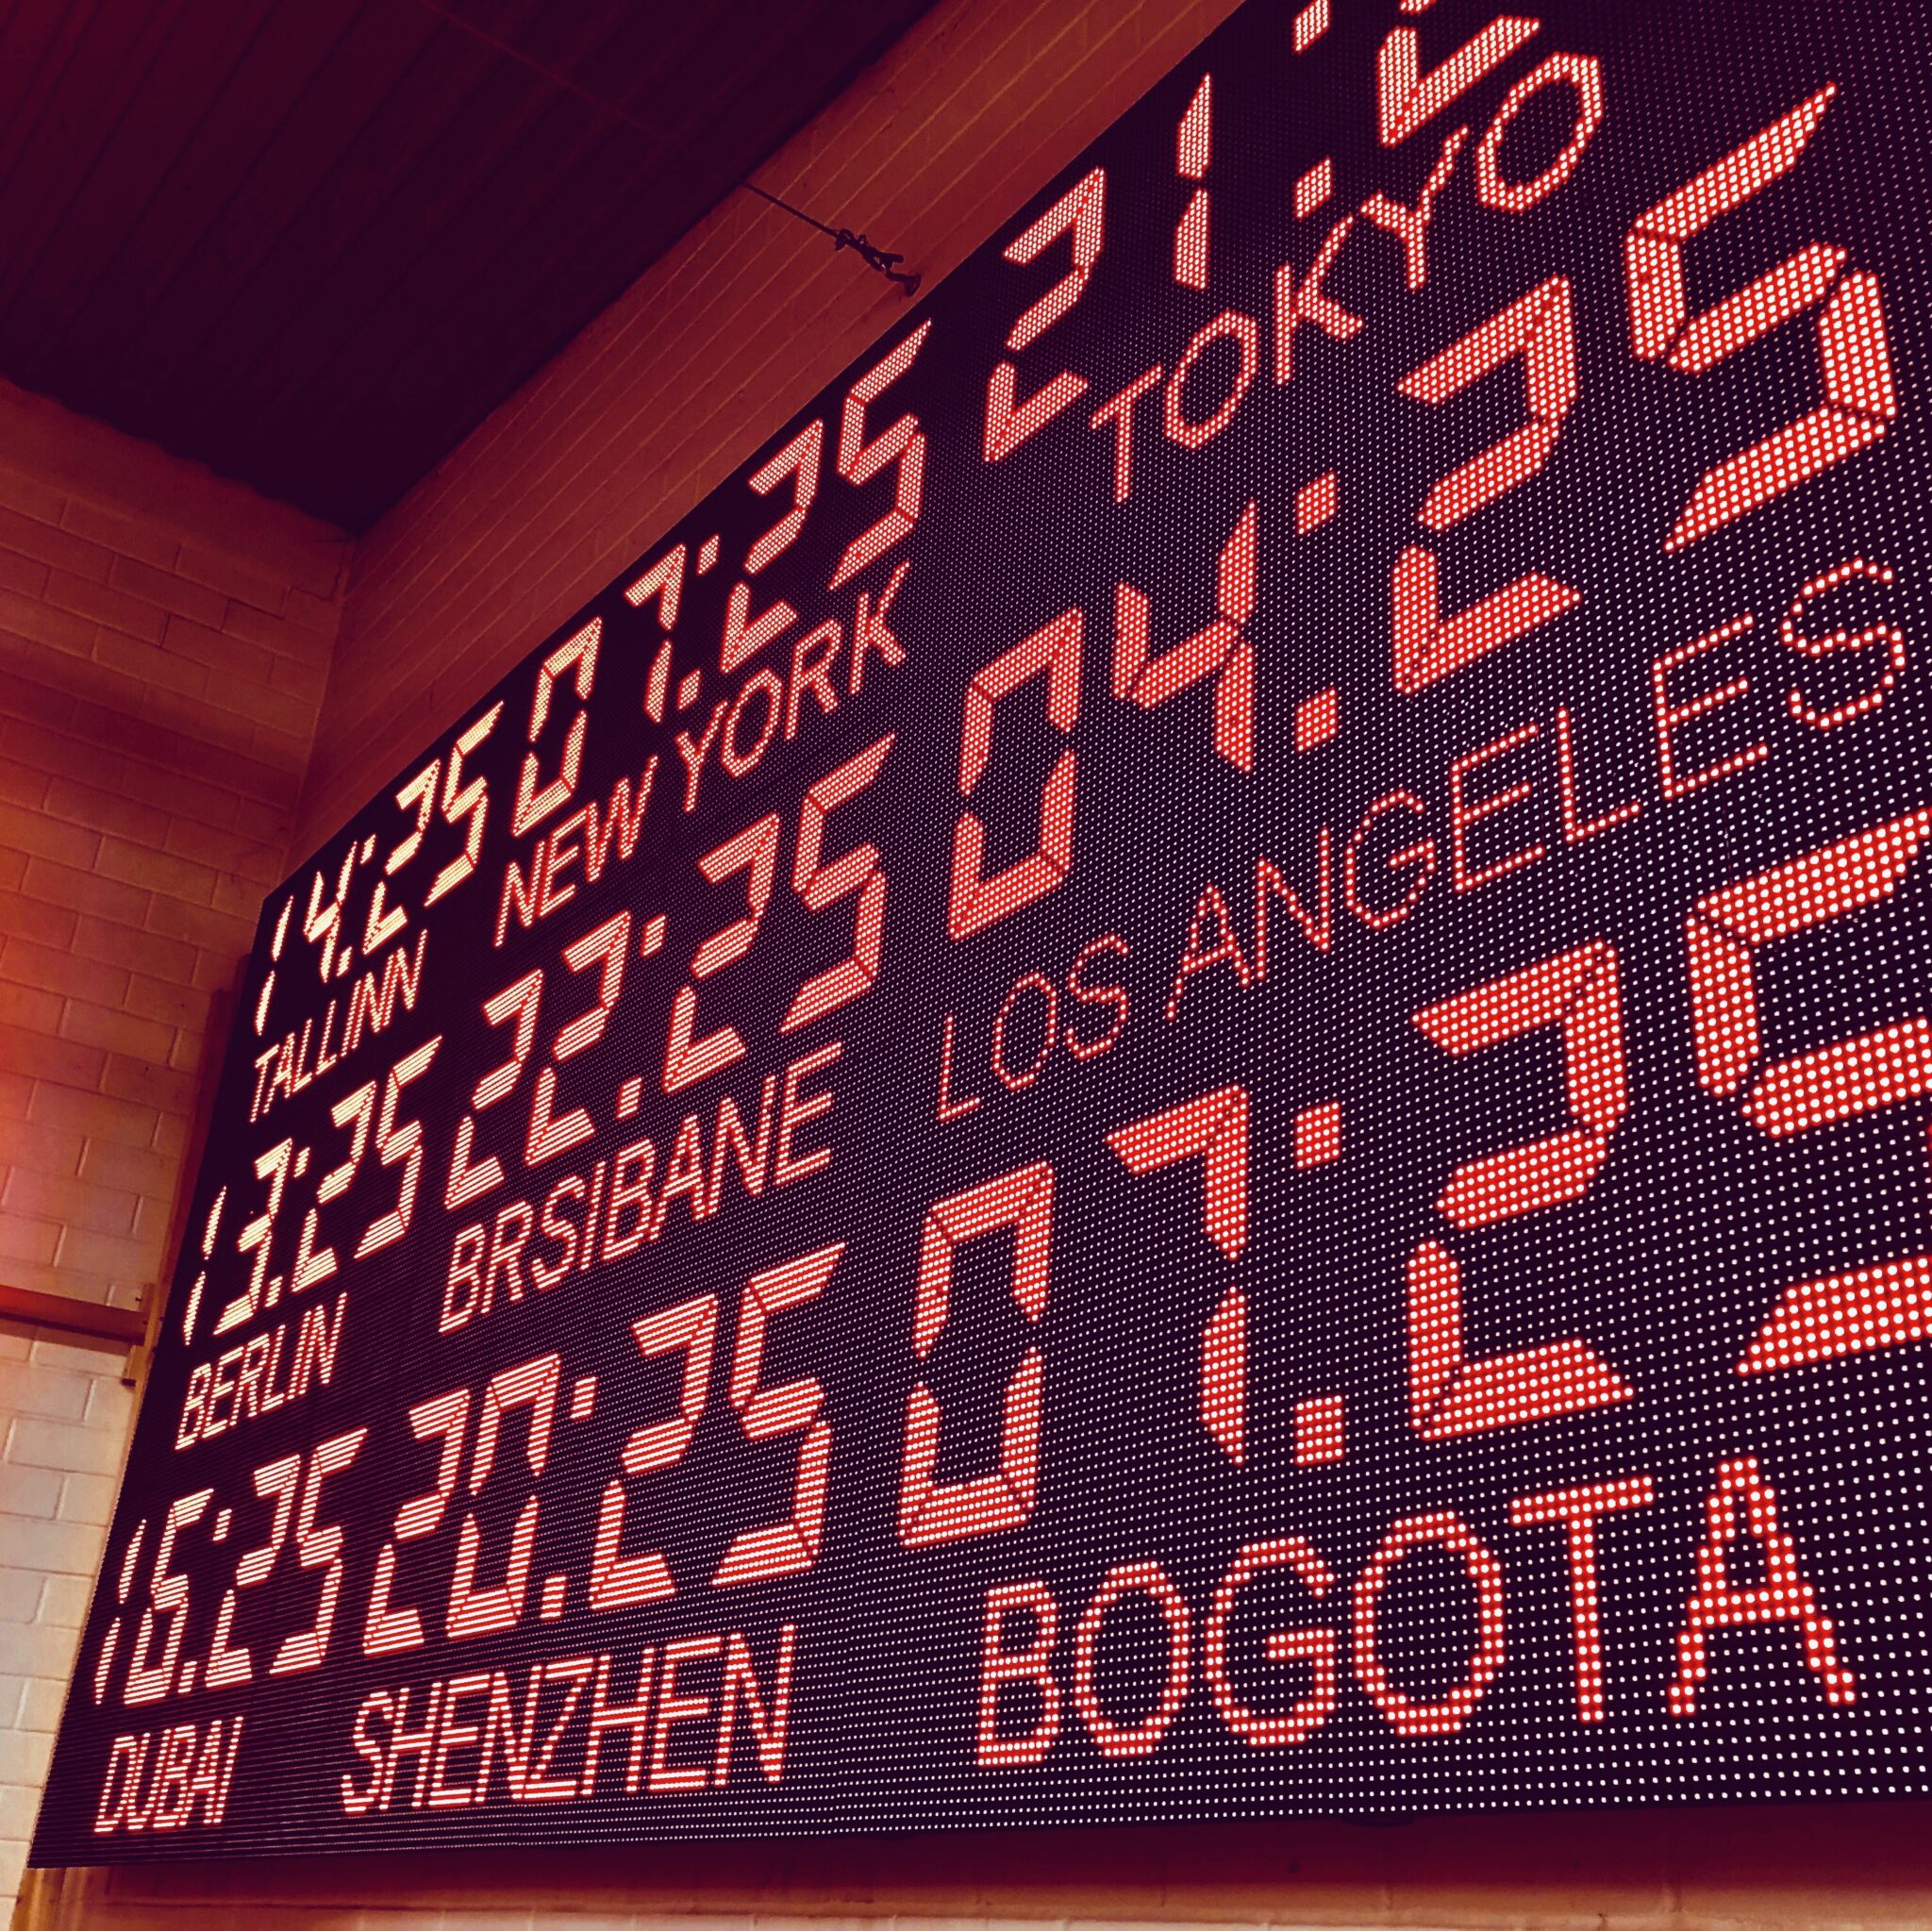 14:25 07:25 21:2
TALLINN NEW YORK TOKYO
13:25 22:25 04:25
BERLIN BRSIBANE LOS ANGELES
16:25 20:25 07:25
DUBAI SHENZHEN BOGOTA